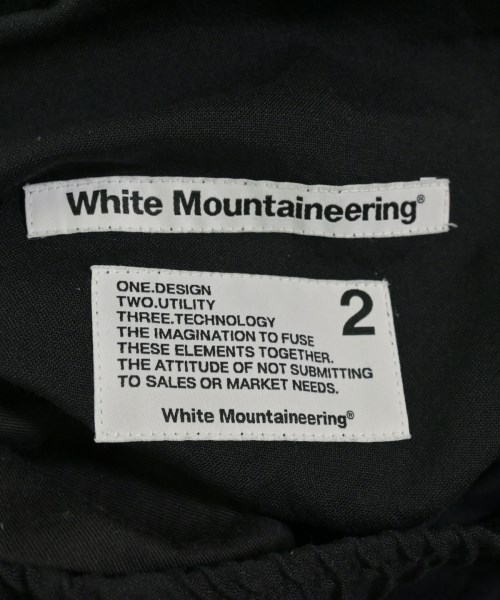 White Mountaineering®
2
ONE.DESIGN
TWO.UTILITY
THREE.TECHNOLOGY
THE IMAGINATION TO FUSE
THESE ELEMENTS TOGETHER.
THE ATTITUDE OF NOT SUBMITTING
TO SALES OR MARKET NEEDS.
White Mountaineering®